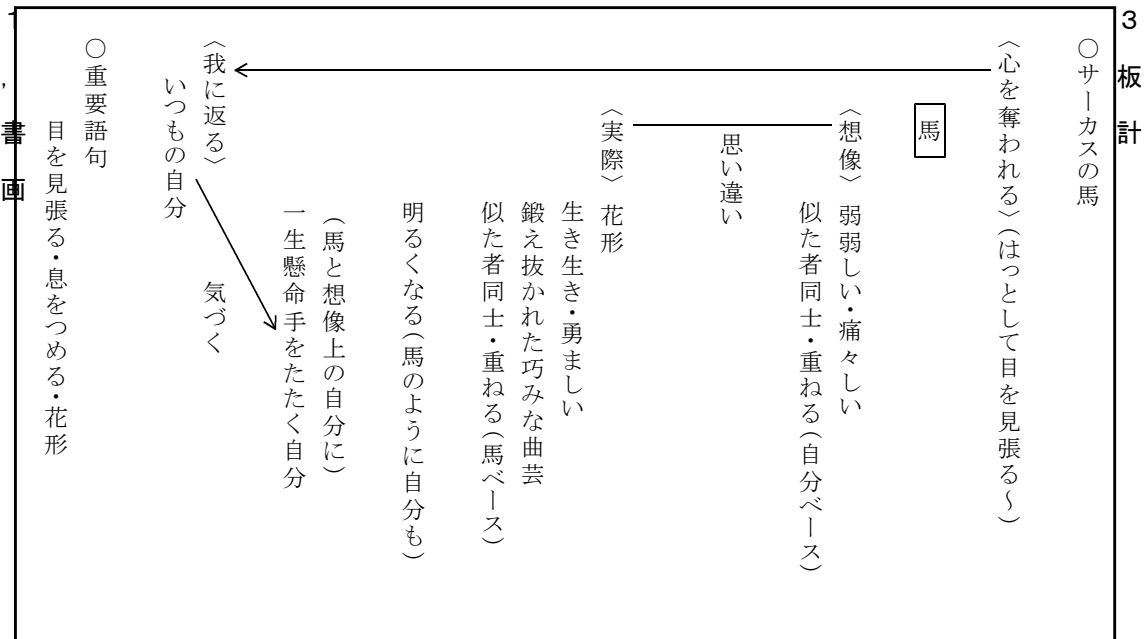 3 板書計画
○サーカスの馬
〈心を奪われる〉(はっとして目を見張る～)
馬
〈想像〉 弱弱しい・痛々しい
似た者同士・重ねる(自分ベース)
思い違い
〈実際〉 花形
生き生き・勇ましい
鍛え抜かれた巧みな曲芸
似た者同士・重ねる(馬ベース)
明るくなる(馬のように自分も)
(馬と想像上の自分に)
一生懸命手をたたく自分
〈我に返る〉 気づく
いつもの自分
○重要語句
目を見張る・息をつめる・花形